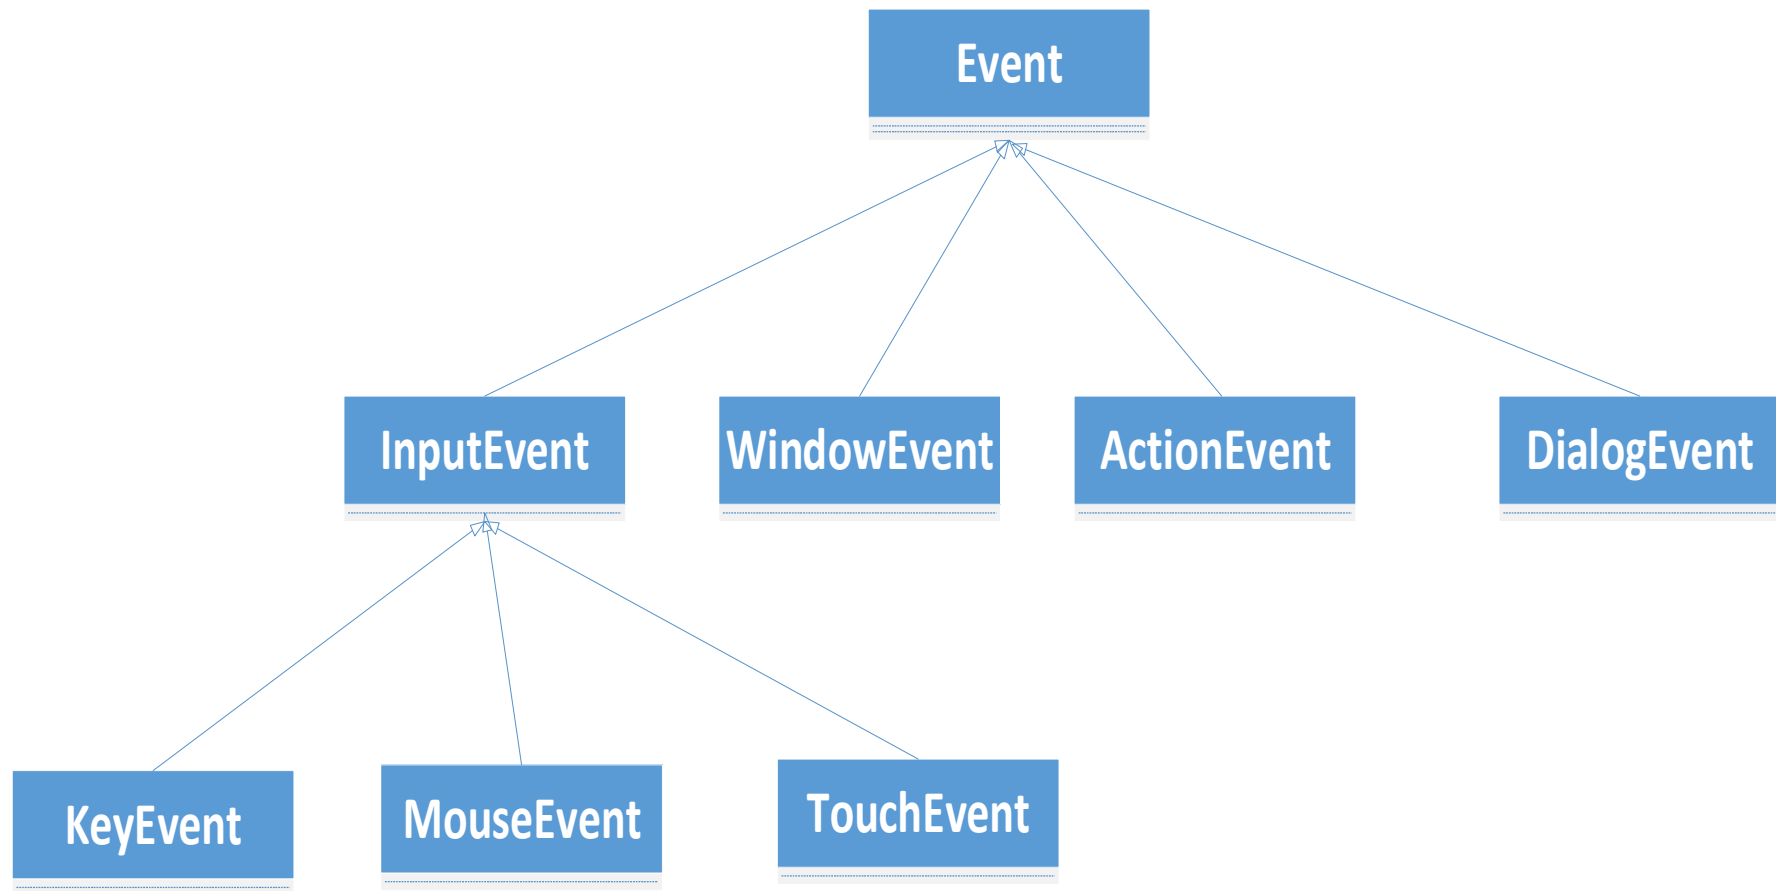 Event
InputEvent
WindowEvent
ActionEvent
DialogEvent
KeyEvent
MouseEvent
TouchEvent